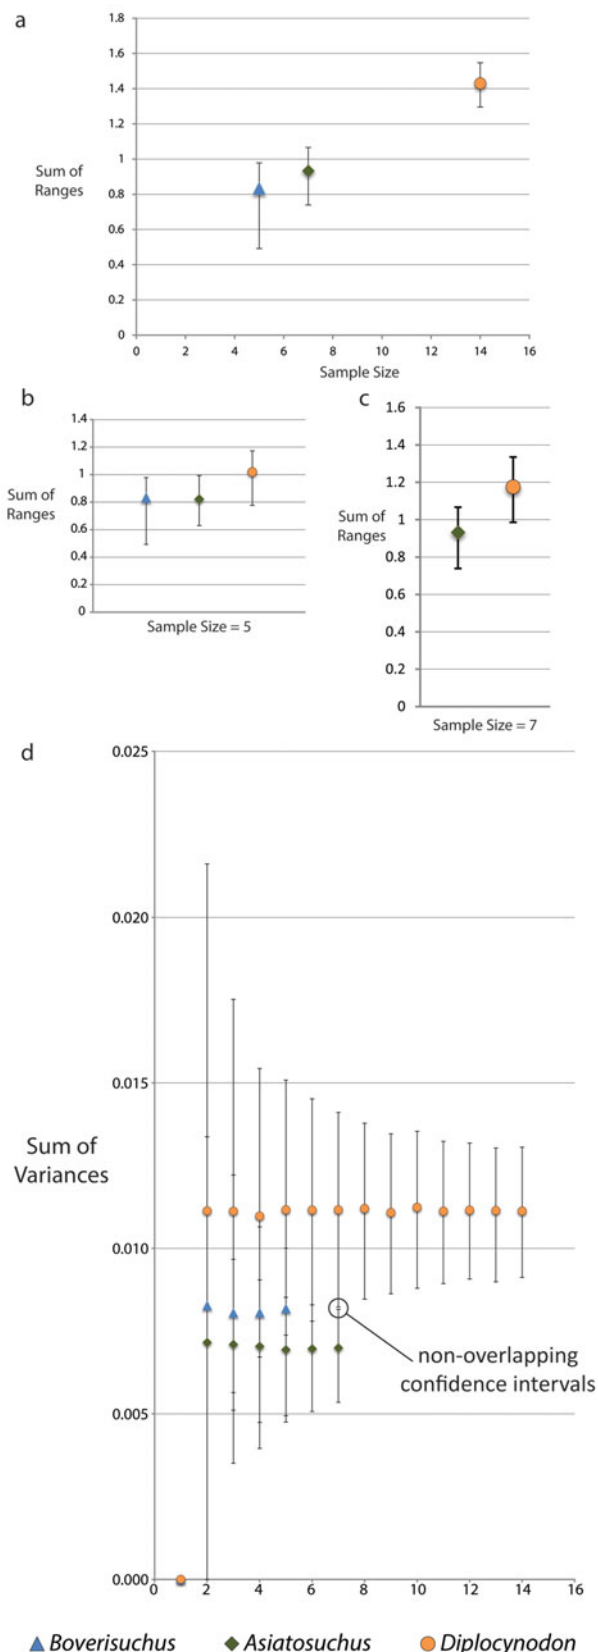 a
1.8
1.6
1.4
1.2
1
0.8
0.6
0.4
0.2
0
Sum of
Ranges
0 2 4 6 8 10 12 14 16
Sample Size
b
1.4
1.2
1
0.8
0.6
0.4
0.2
0
Sum of
Ranges
Sample Size = 5
c
1.6
1.4
1.2
1
0.8
0.6
0.4
0.2
0
Sum of
Ranges
Sample Size = 7
d
0.025
0.020
0.015
0.010
0.005
0.000
Sum of
Variances
non-overlapping
confidence intervals
0 2 4 6 8 10 12 14 16
Boverisuchus Asiatosuchus Diplocynodon